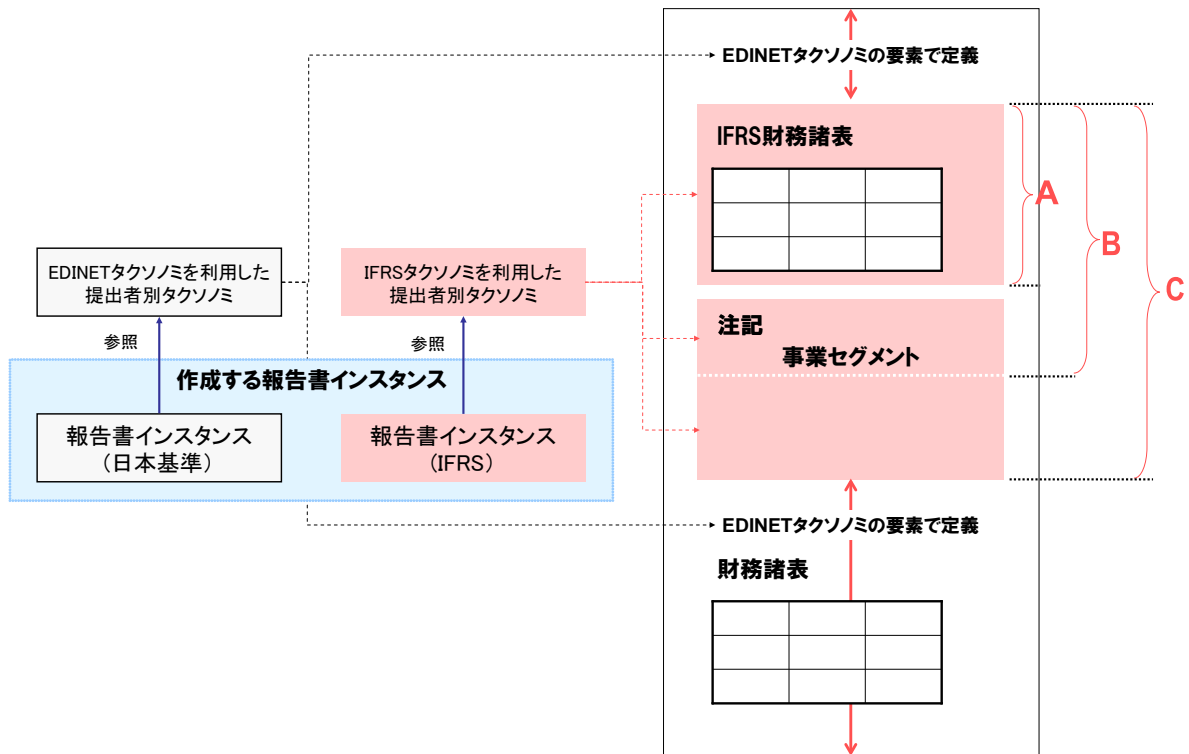 EDINETタクソノミの要素で定義
IFRS財務諸表
A
B
C
EDINETタクソノミを利用した
提出者別タクソノミ
IFRSタクソノミを利用した
提出者別タクソノミ
注記
事業セグメント
参照
参照
作成する報告書インスタンス
報告書インスタンス
（日本基準）
報告書インスタンス
(IFRS)
EDINETタクソノミの要素で定義
財務諸表